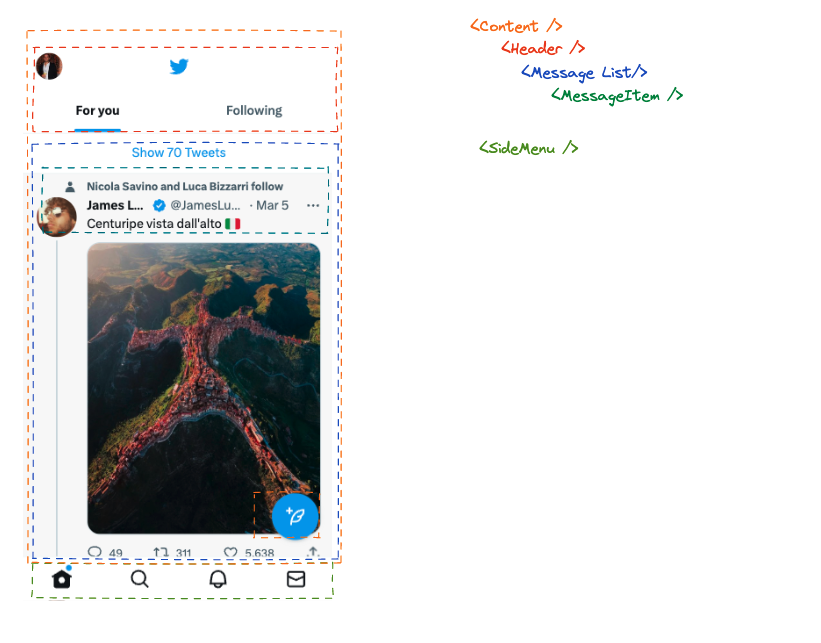 <Content />
<Header />
<Message List/>
<MessageItem />
<SideMenu />
For you
Following
Show 70 Tweets
Nicola Savino and Luca Bizzarri follow
James L... @JamesLu... · Mar 5 ...
Centuripe vista dall'alto 🇮🇹
49 311 5,638